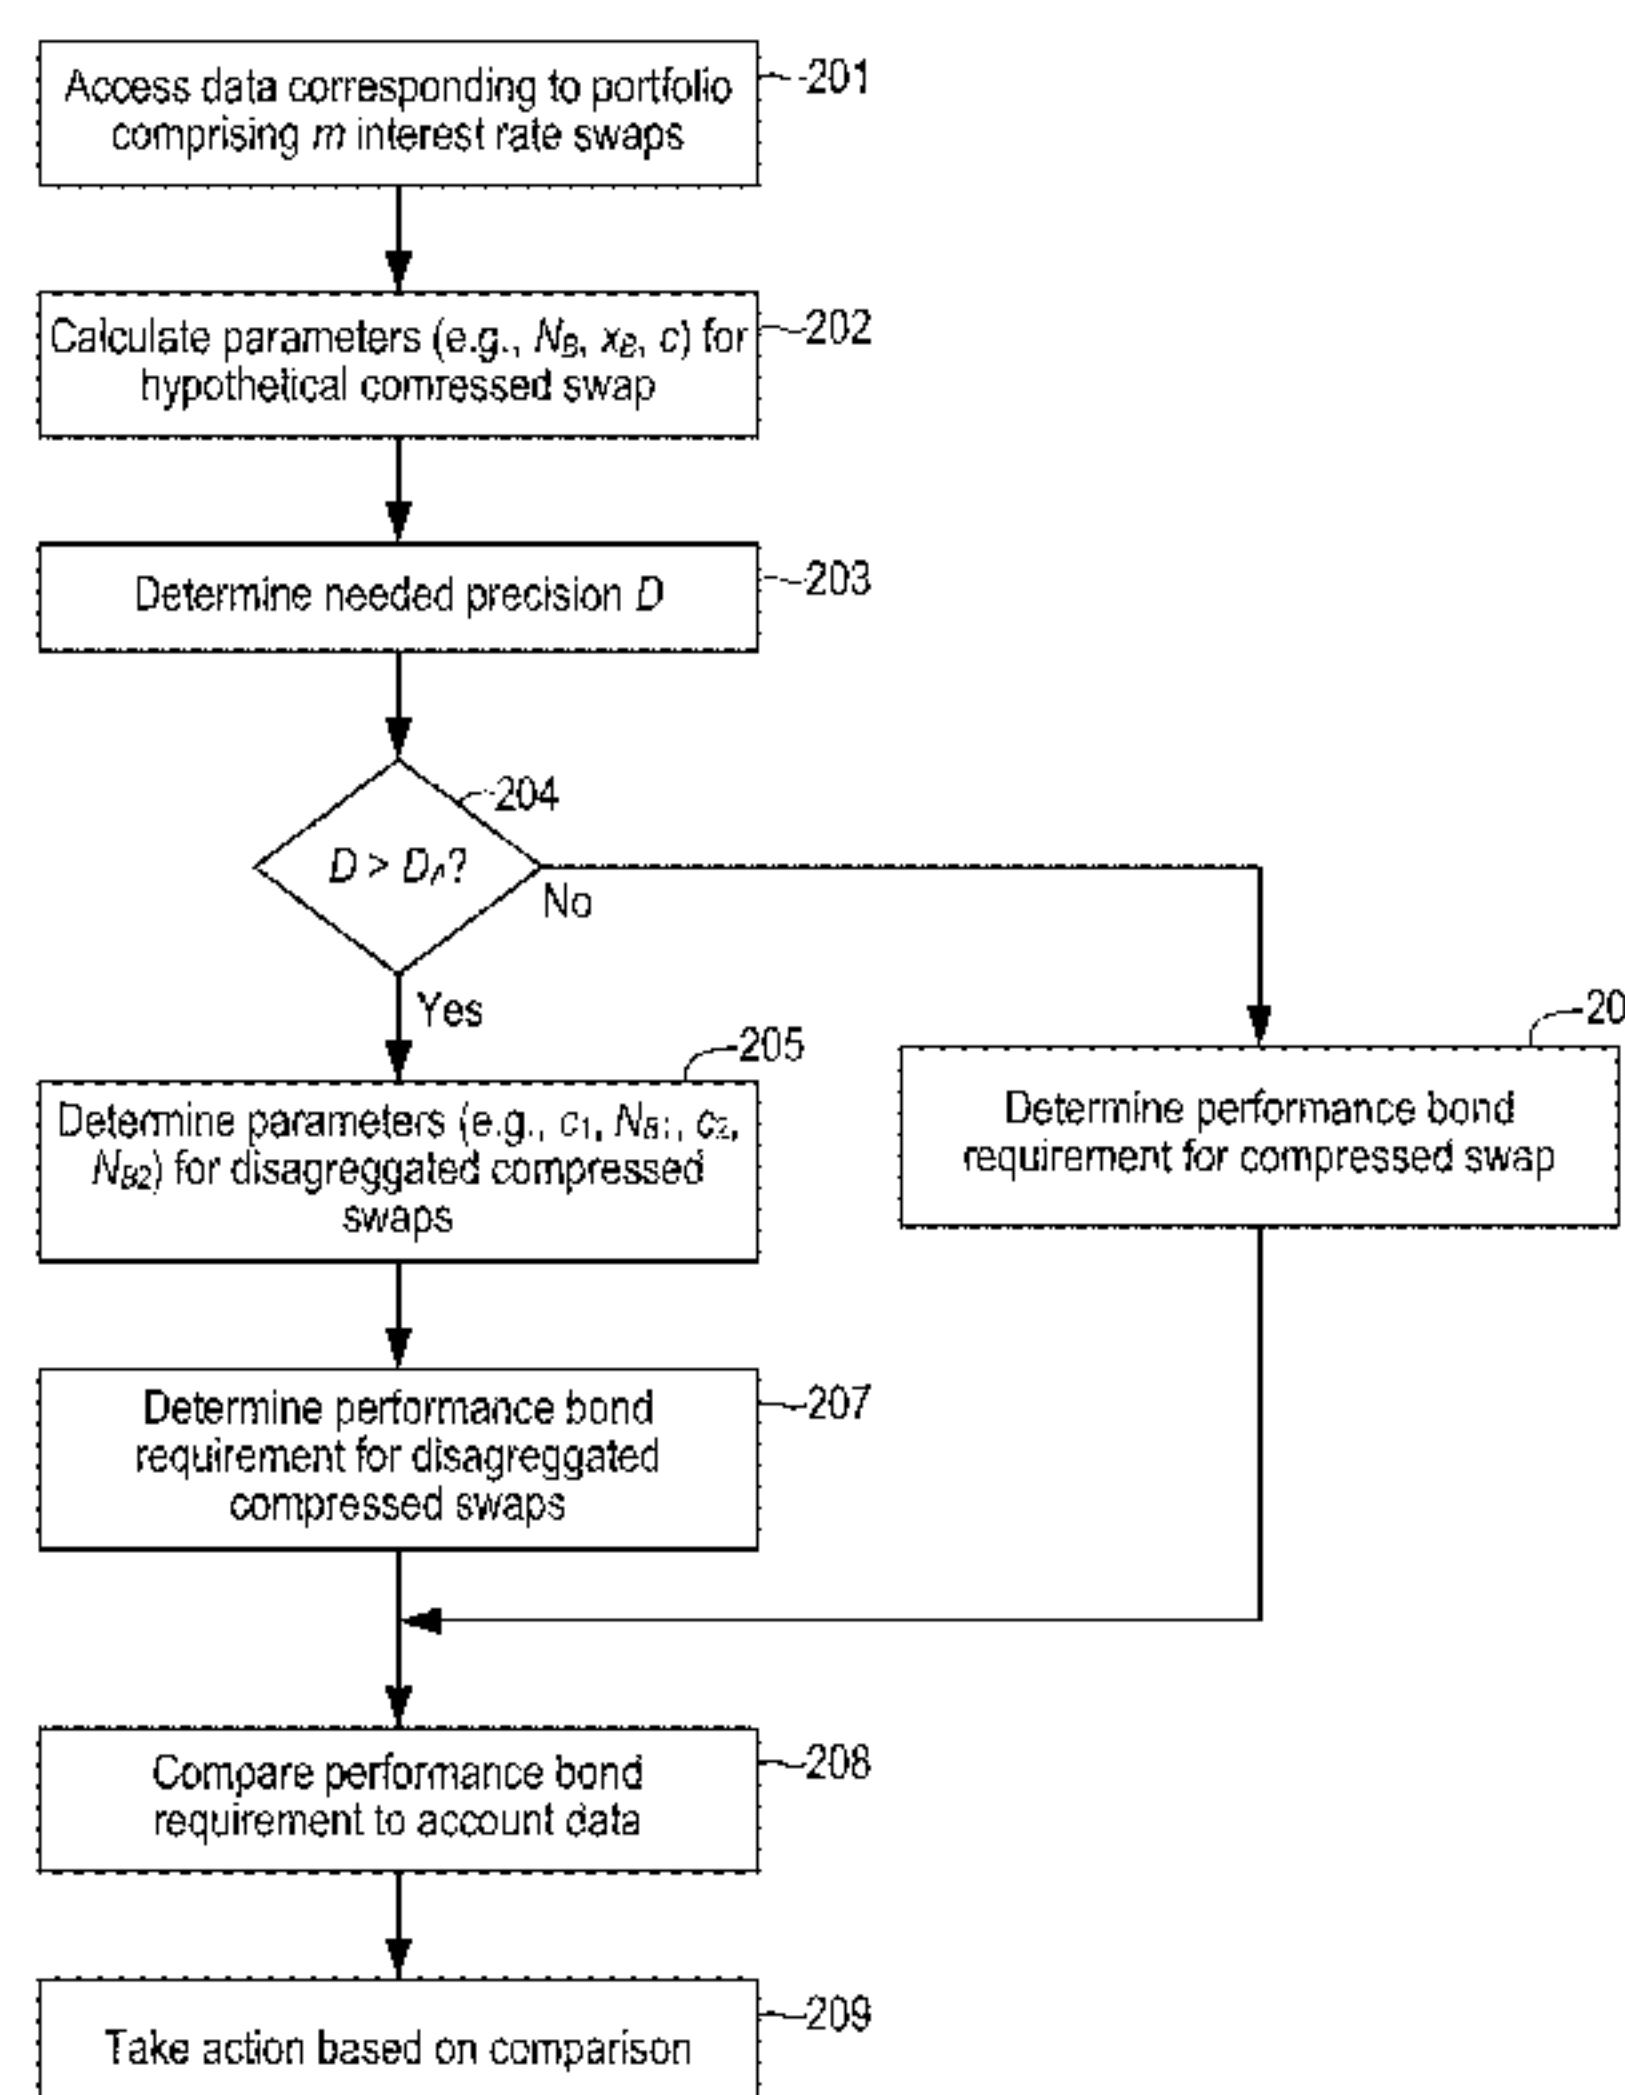 Access data corresponding to portfolio
comprising m interest rate swaps
201
Calculate parameters (e.g., NB, xB, c) for
hypothetical comressed swap
202
Determine needed precision D
203
D > DA?
204
No
Yes
205
Determine parameters (e.g., c1, NB1, c2,
NB2) for disagreggated compressed
swaps
20
Determine performance bond
requirement for compressed swap
Determine performance bond
requirement for disagreggated
compressed swaps
207
Compare performance bond
requirement to account data
208
Take action based on comparison
209